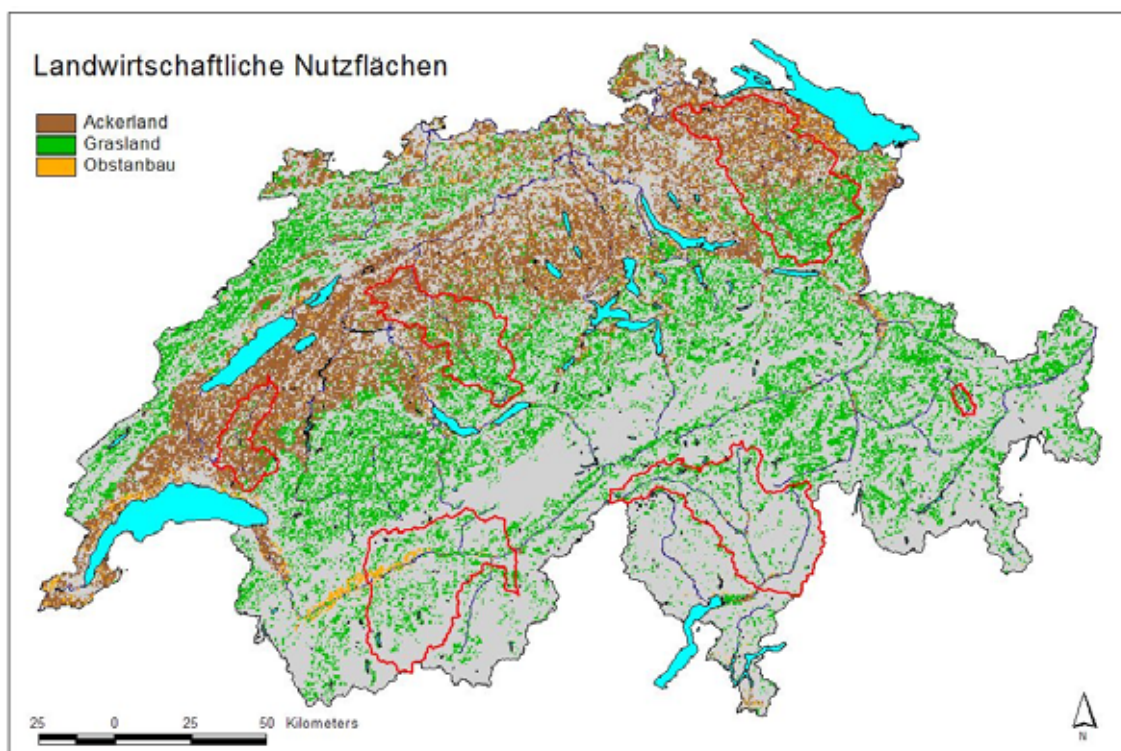 Landwirtschaftliche Nutzflächen
Ackerland
Grasland
Obstanbau
25 0 25 50 Kilometers
N